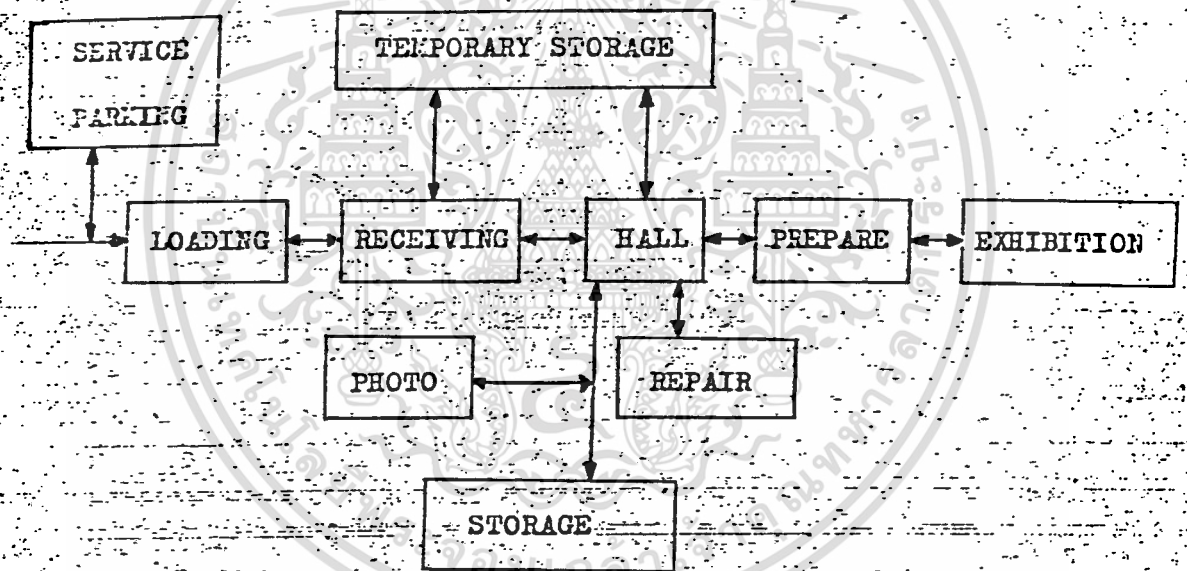 SERVICE
PARKING
TEMPORARY STORAGE
LOADING
RECEIVING
HALL
PREPARE
EXHIBITION
PHOTO
REPAIR
STORAGE